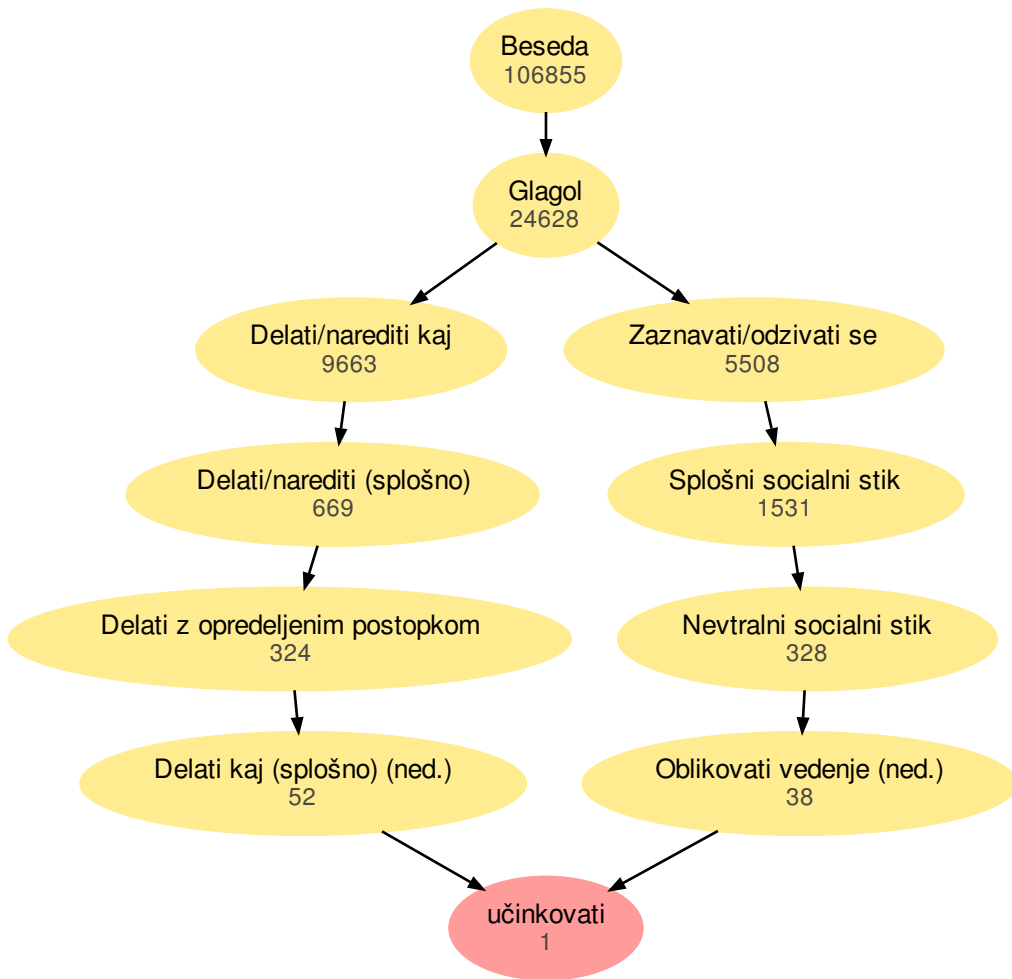 Beseda
106855
Glagol
24628
Delati/narediti kaj
9663
Zaznavati/odzivati se
5508
Delati/narediti (splošno)
669
Splošni socialni stik
1531
Delati z opredeljenim postopkom
324
Nevtralni socialni stik
328
Delati kaj (splošno) (ned.)
52
Oblikovati vedenje (ned.)
38
učinkovati
1